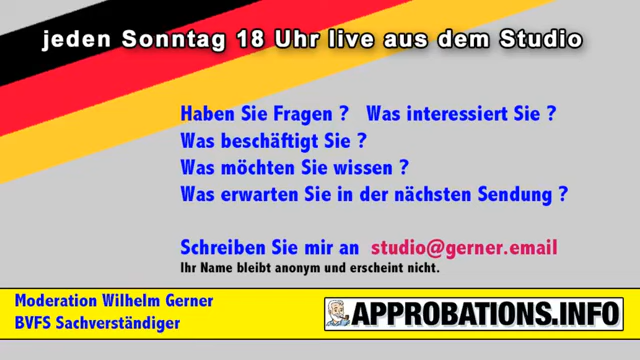 jeden Sonntag 18 Uhr live aus dem Studio
Haben Sie Fragen ? Was interessiert Sie ?
Was beschäftigt Sie ?
Was möchten Sie wissen ?
Was erwarten Sie in der nächsten Sendung ?
Schreiben Sie mir an studio@gerner.email
Ihr Name bleibt anonym und erscheint nicht.
Moderation Wilhelm Gerner
BVFS Sachverständiger
APPROBATIONS.INFO